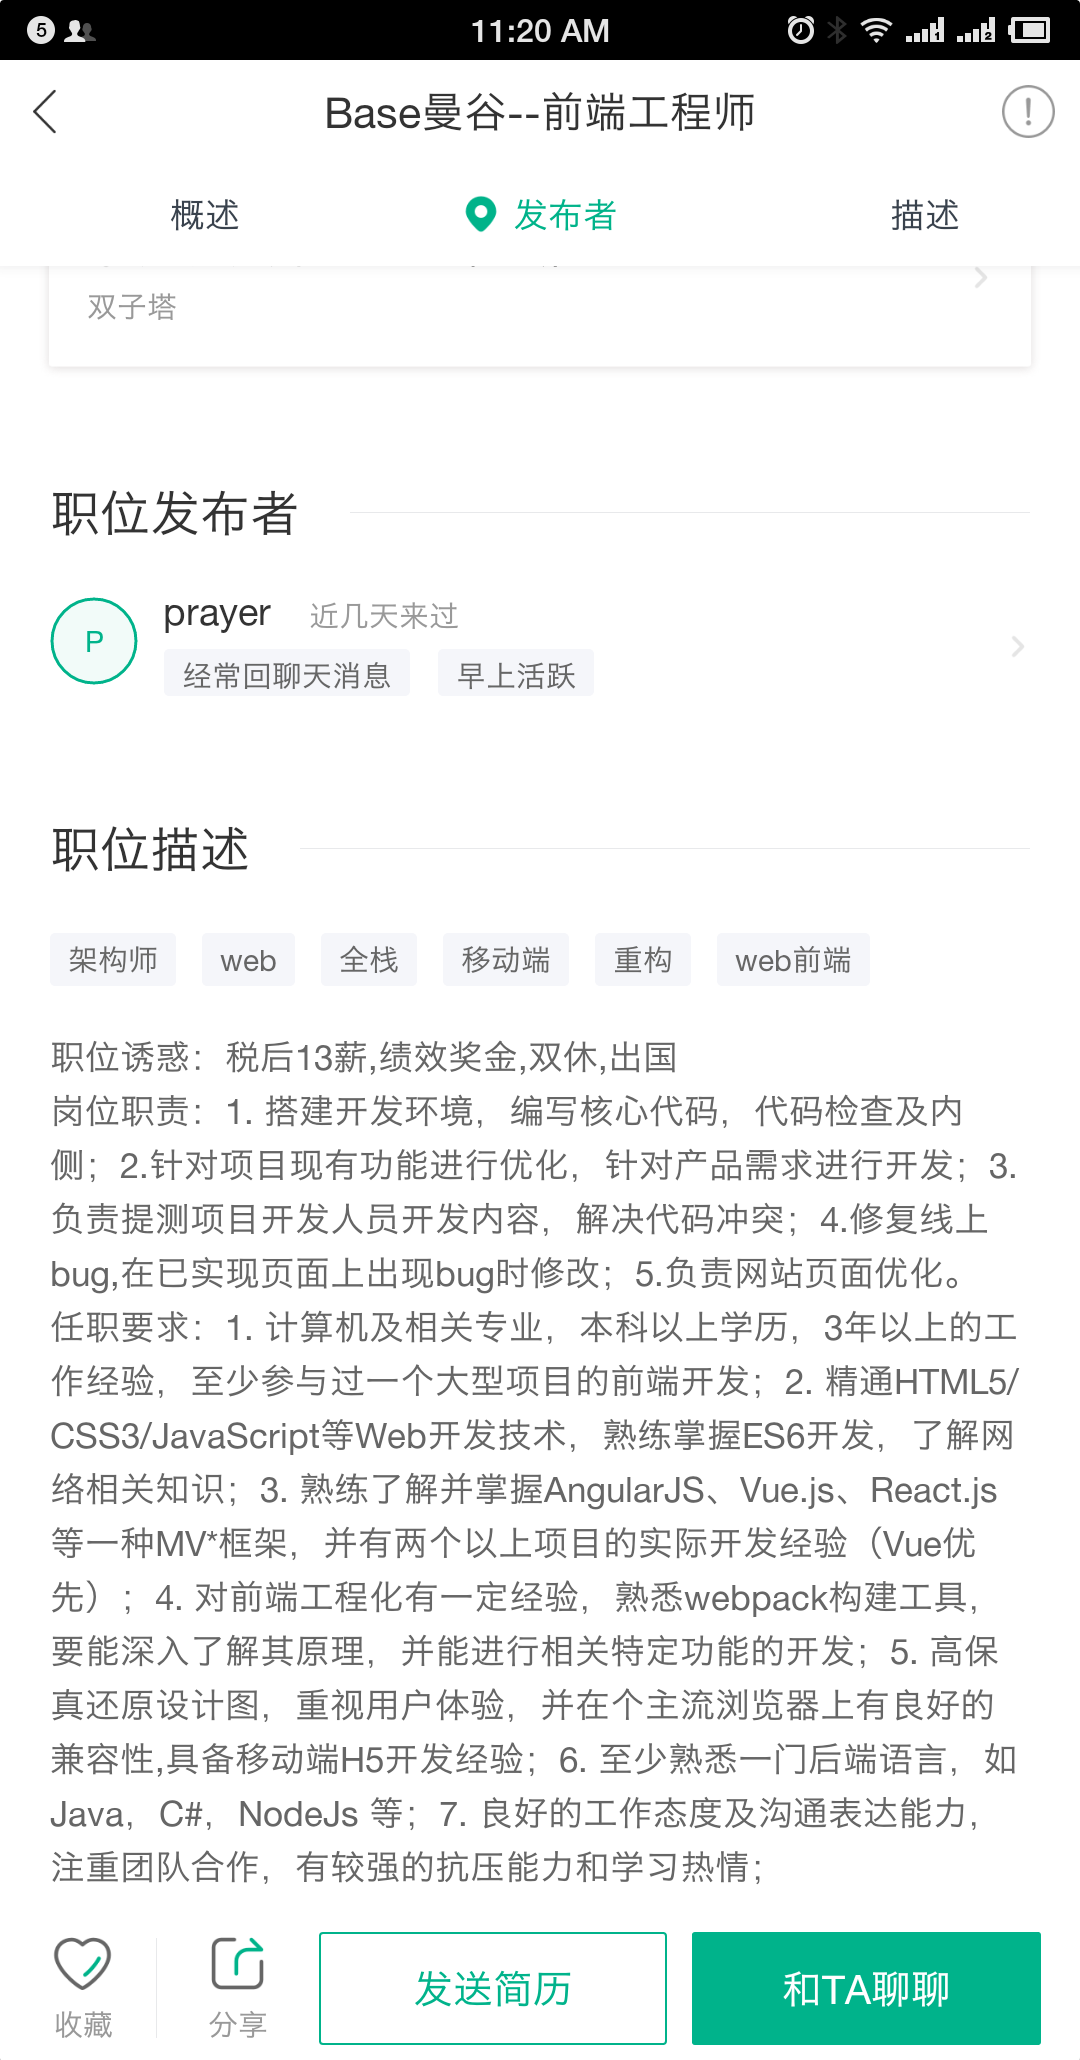 5
11:20 AM
1
2
Base曼谷--前端工程师
概述
发布者
描述
双子塔
职位发布者
P
prayer
近几天来过
经常回聊天消息
早上活跃
职位描述
架构师
web
全栈
移动端
重构
web前端
职位诱惑：税后13薪,绩效奖金,双休,出国
岗位职责：1. 搭建开发环境，编写核心代码，代码检查及内
侧；2.针对项目现有功能进行优化，针对产品需求进行开发；3.
负责提测项目开发人员开发内容，解决代码冲突；4.修复线上
bug,在已实现页面上出现bug时修改；5.负责网站页面优化。
任职要求：1. 计算机及相关专业，本科以上学历，3年以上的工
作经验，至少参与过一个大型项目的前端开发；2. 精通HTML5/
CSS3/JavaScript等Web开发技术，熟练掌握ES6开发，了解网
络相关知识；3. 熟练了解并掌握AngularJS、Vue.js、React.js
等一种MV*框架，并有两个以上项目的实际开发经验（Vue优
先）；4. 对前端工程化有一定经验，熟悉webpack构建工具，
要能深入了解其原理，并能进行相关特定功能的开发；5. 高保
真还原设计图，重视用户体验，并在个主流浏览器上有良好的
兼容性,具备移动端H5开发经验；6. 至少熟悉一门后端语言，如
Java，C#，NodeJs 等；7. 良好的工作态度及沟通表达能力，
注重团队合作，有较强的抗压能力和学习热情；
收藏
分享
发送简历
和TA聊聊